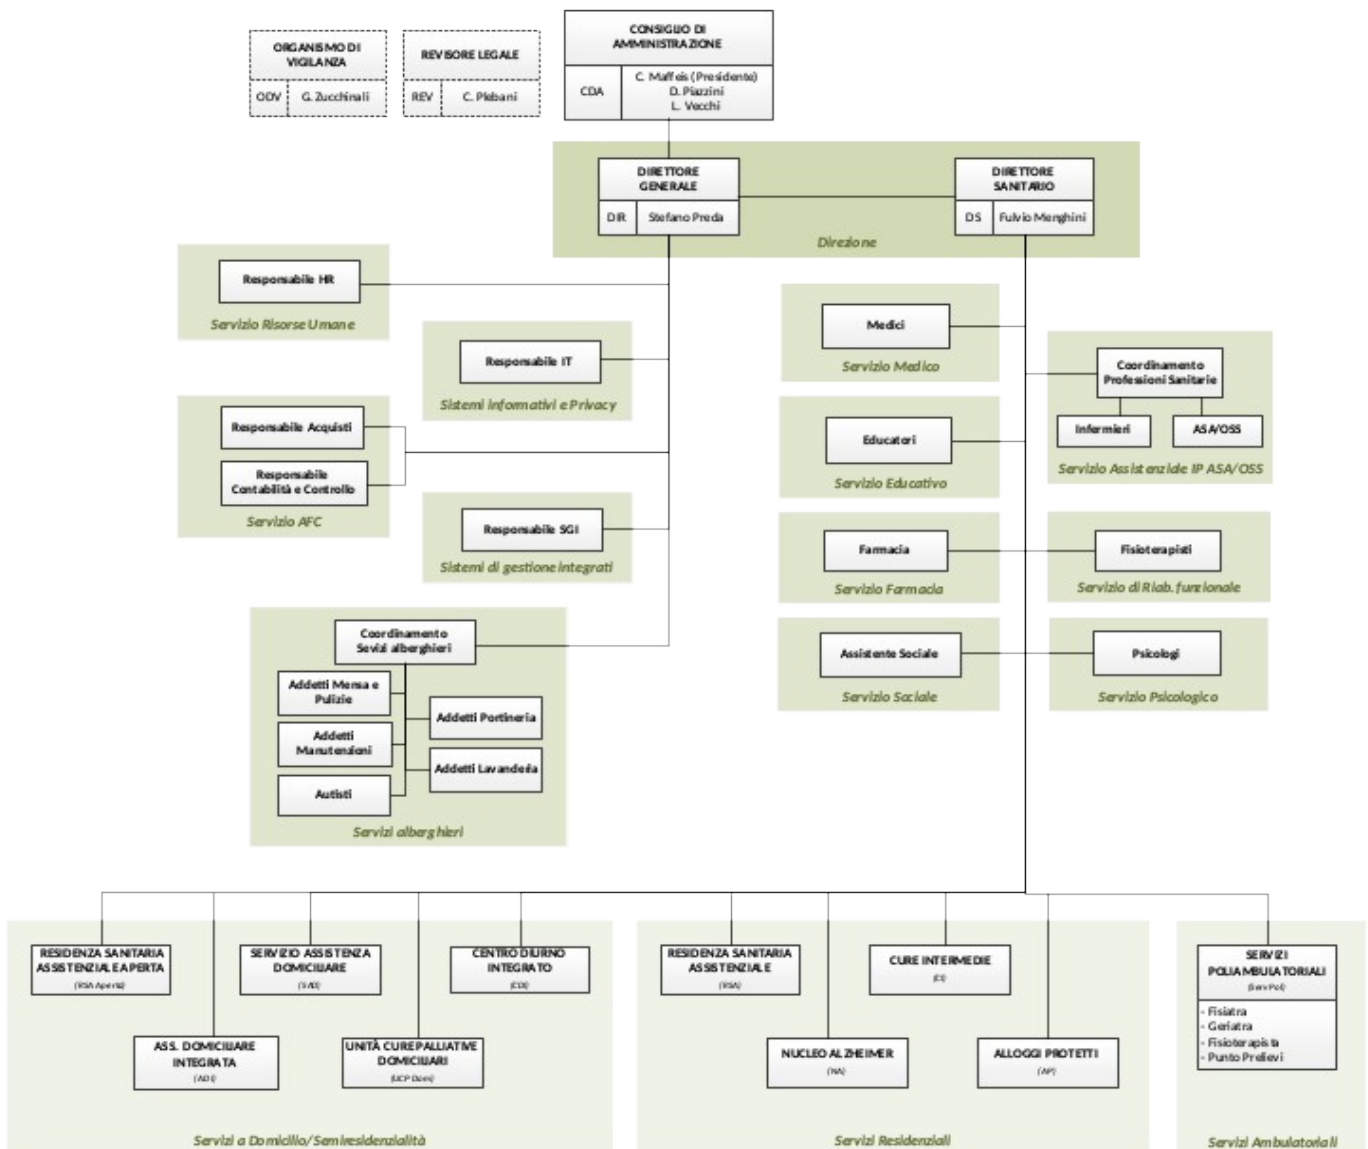 ORGANISMO DI
VIGILANZA
ODV
G. Zucchinali
REVISORE LEGALE
REV
C. Plebani
CONSIGLIO DI
AMMINISTRAZIONE
CDA
C. Maffeis (Presidente)
D. Piazzini
L. Vecchi
DIRETTORE
GENERALE
DIR
Stefano Preda
DIRETTORE
SANITARIO
DS
Fulvio Menghini
Direzione
Responsabile HR
Servizio Risorse Umane
Responsabile IT
Sistemi informativi e Privacy
Responsabile Acquisti
Responsabile
Contabilità e Controllo
Servizio AFC
Responsabile SGI
Sistemi di gestione integrati
Coordinamento
Sevizi alberghieri
Addetti Mensa e
Pulizie
Addetti
Manutenzioni
Autisti
Addetti Portineria
Addetti Lavanderia
Servizi alberghieri
Medici
Servizio Medico
Coordinamento
Professioni Sanitarie
Infermieri
ASA/OSS
Servizio Assistenziale IP ASA/OSS
Educatori
Servizio Educativo
Farmacia
Servizio Farmacia
Fisioterapisti
Servizio di Riab. funzionale
Assistente Sociale
Servizio Sociale
Psicologi
Servizio Psicologico
RESIDENZA SANITARIA
ASSISTENZIALE APERTA
(RSA Aperta)
SERVIZIO ASSISTENZA
DOMICILIARE
(SAD)
CENTRO DIURNO
INTEGRATO
(CDI)
ASS. DOMICILIARE
INTEGRATA
(ADI)
UNITÀ CURE PALLIATIVE
DOMICILIARI
(UCP Dom)
Servizi a Domicilio/Semiresidenzialità
RESIDENZA SANITARIA
ASSISTENZIALE
(RSA)
CURE INTERMEDIE
(CI)
NUCLEO ALZHEIMER
(NA)
ALLOGGI PROTETTI
(AP)
Servizi Residenziali
SERVIZI
POLIAMBULATORIALI
(Serv Pol)
- Fisiatra
- Geriatra
- Fisioterapista
- Punto Prelievi
Servizi Ambulatoriali